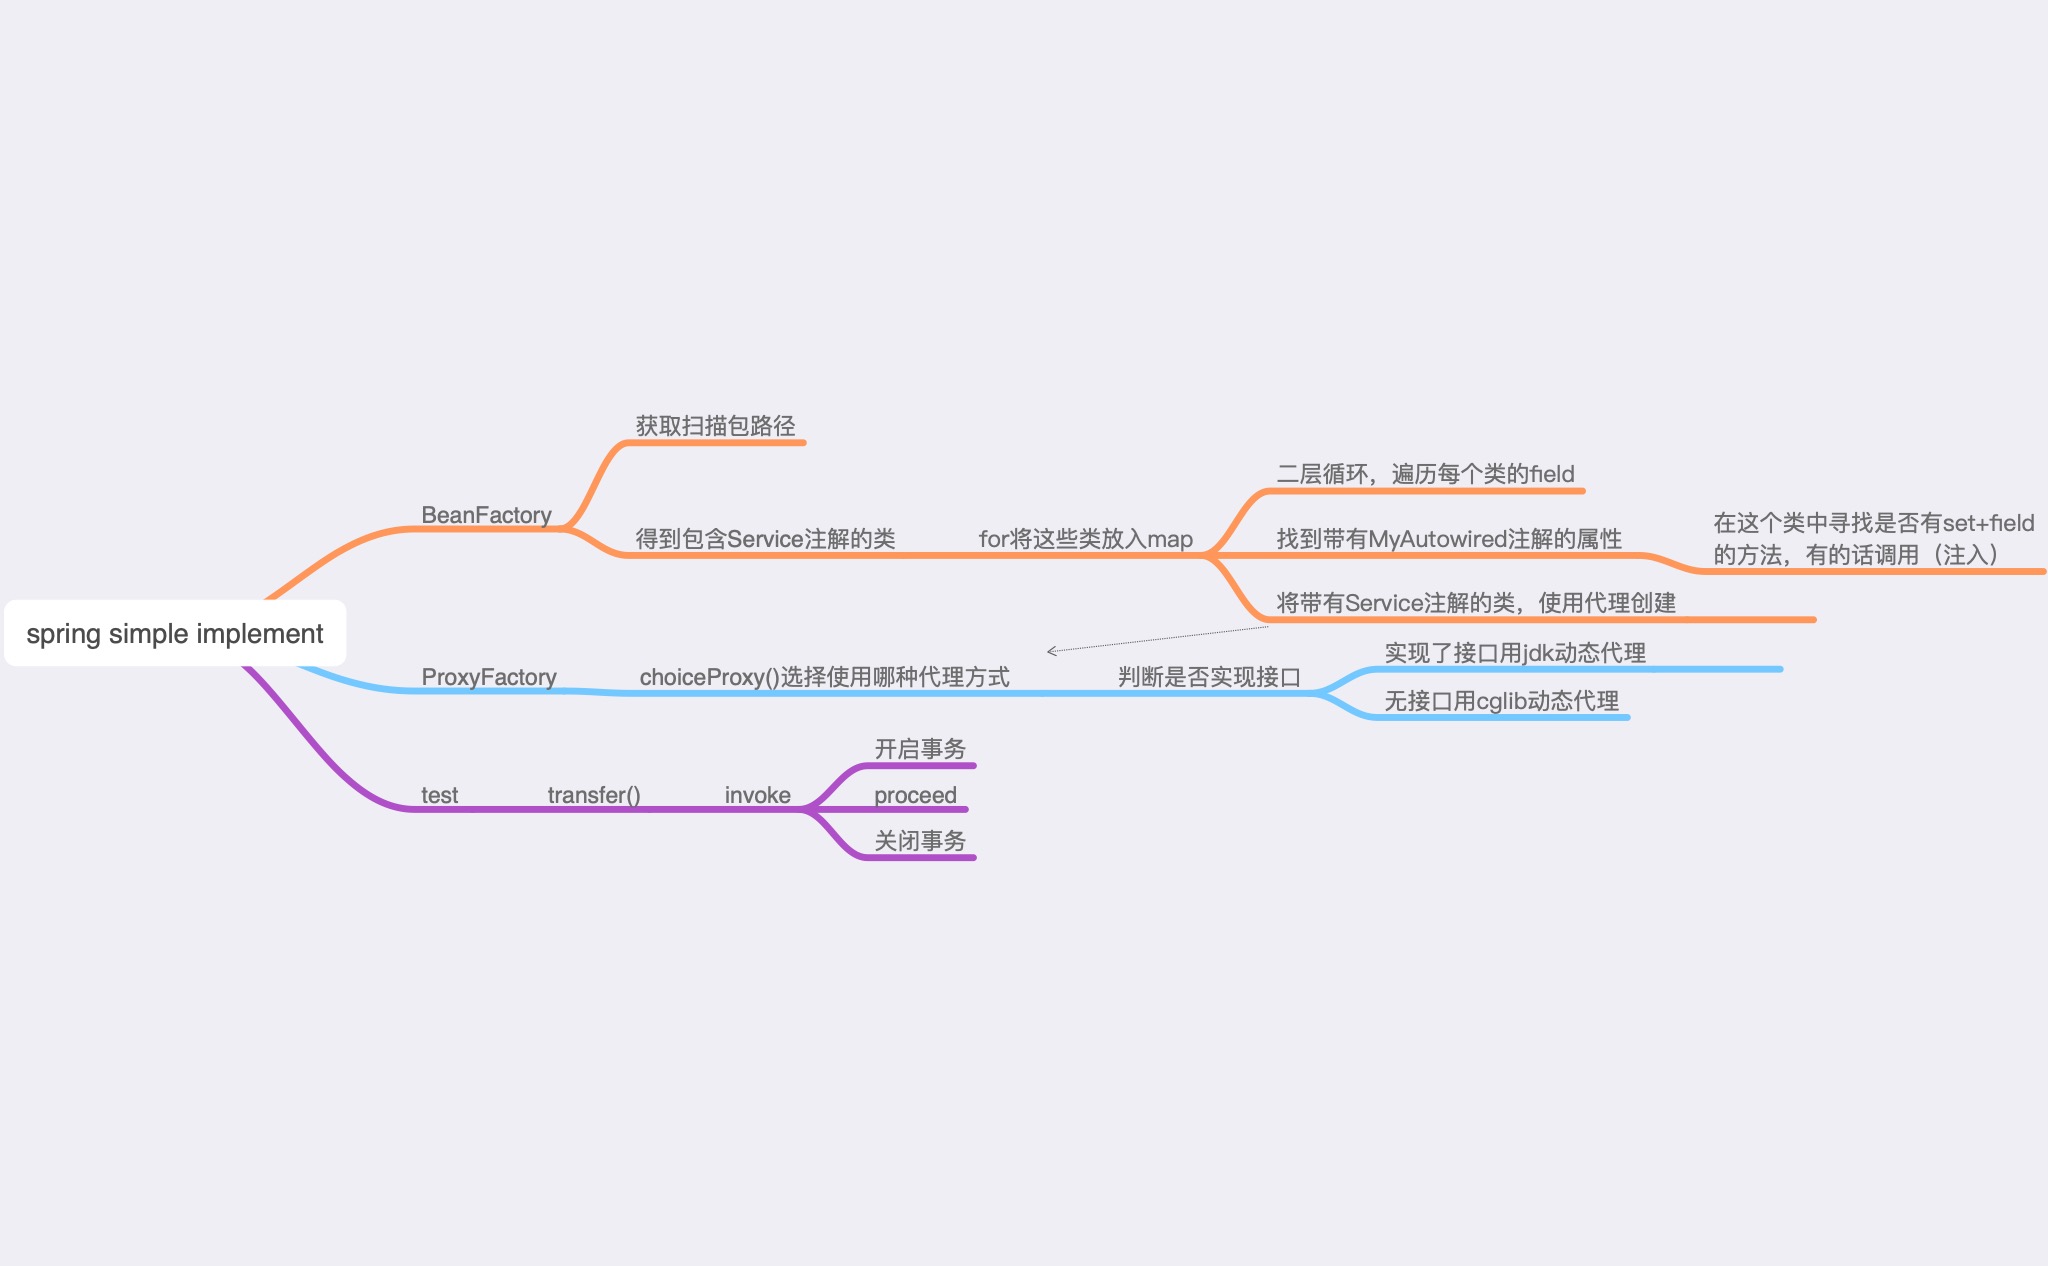 spring simple implement
BeanFactory
获取扫描包路径
得到包含Service注解的类
for将这些类放入map
二层循环，遍历每个类的field
找到带有MyAutowired注解的属性
在这个类中寻找是否有set+field
的方法，有的话调用（注入）
将带有Service注解的类，使用代理创建
ProxyFactory
choiceProxy()选择使用哪种代理方式
判断是否实现接口
实现了接口用jdk动态代理
无接口用cglib动态代理
test
transfer()
invoke
开启事务
proceed
关闭事务